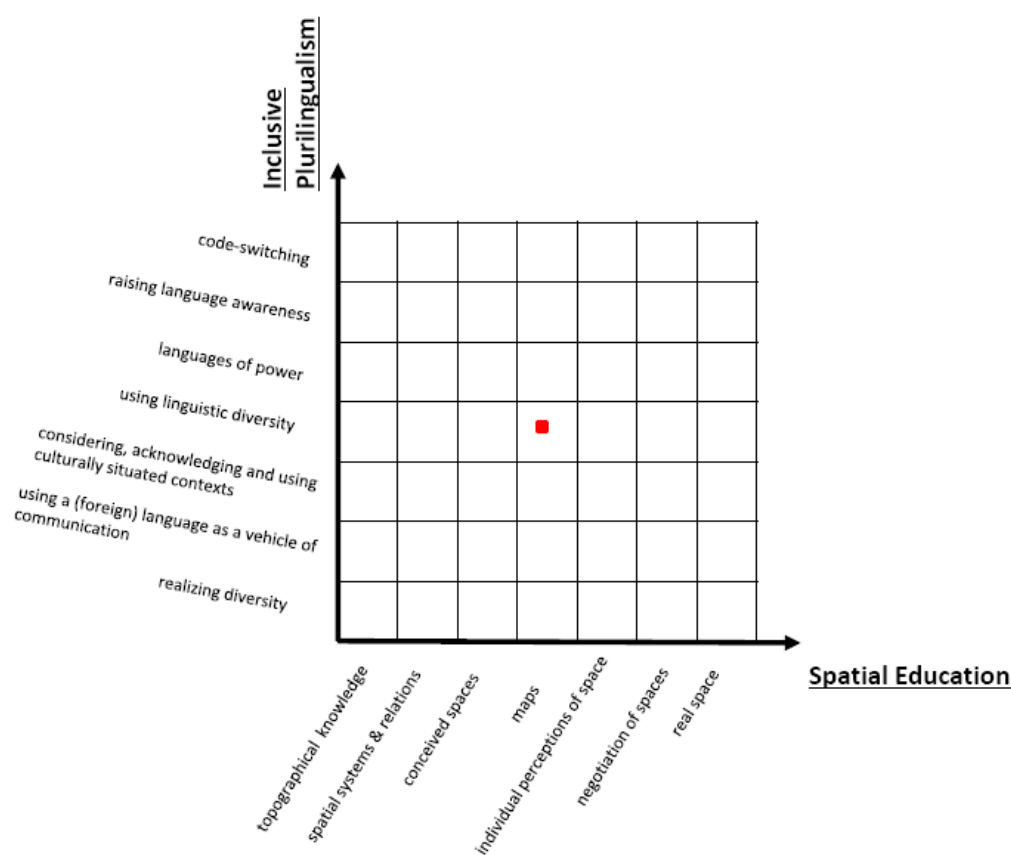 Inclusive
Plurilingualism
code-switching
raising language awareness
languages of power
using linguistic diversity
considering, acknowledging and using
culturally situated contexts
using a (foreign) language as a vehicle of
communication
realizing diversity
topographical knowledge
spatial systems & relations
conceived spaces
maps
individual perceptions of space
negotiation of spaces
real space
Spatial Education